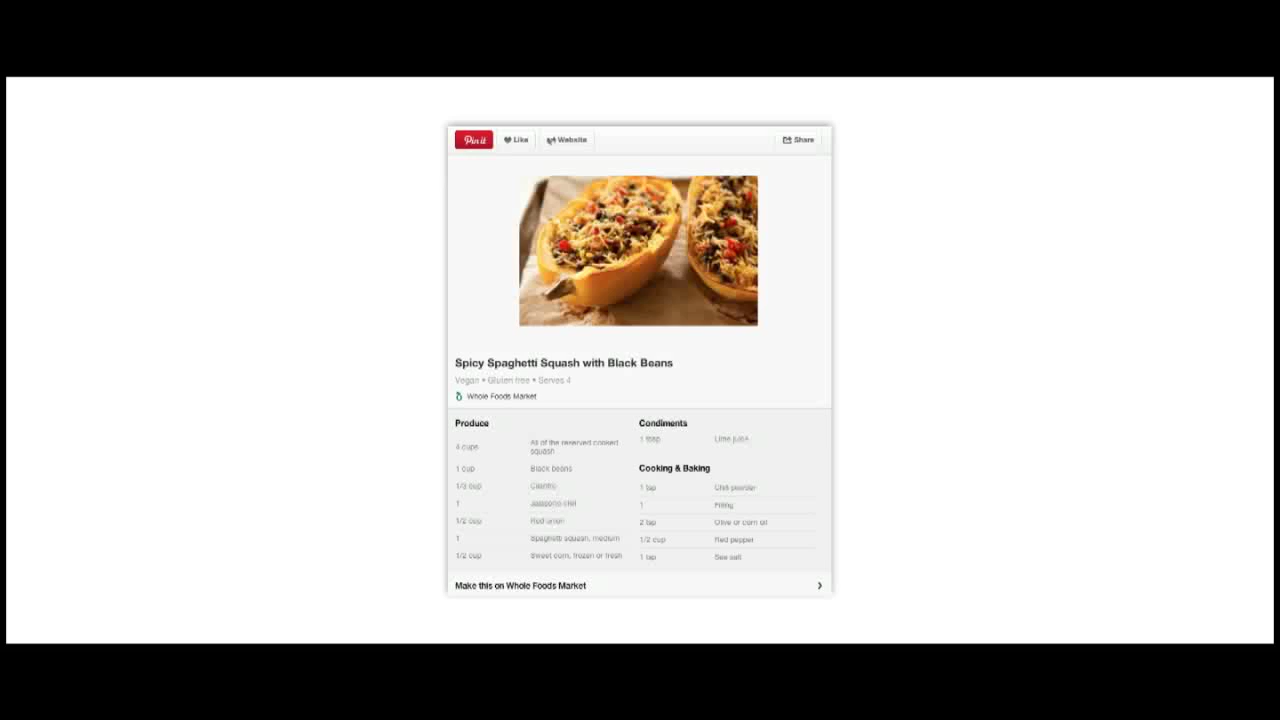 Pin it Like Website Share
Spicy Spaghetti Squash with Black Beans
Vegan • Gluten free • Serves 4
Whole Foods Market
Produce
4 cups All of the reserved cooked
squash
1 cup Black beans
1/3 cup Cilantro
1 Jalapeno chili
1/2 cup Red onion
1 Spaghetti squash, medium
1/2 cup Sweet corn, frozen or fresh
Condiments
1 tbsp Lime juice
Cooking & Baking
1 tsp Chili powder
1 Filling
2 tsp Olive or corn oil
1/2 cup Red pepper
1 tsp Sea salt
Make this on Whole Foods Market